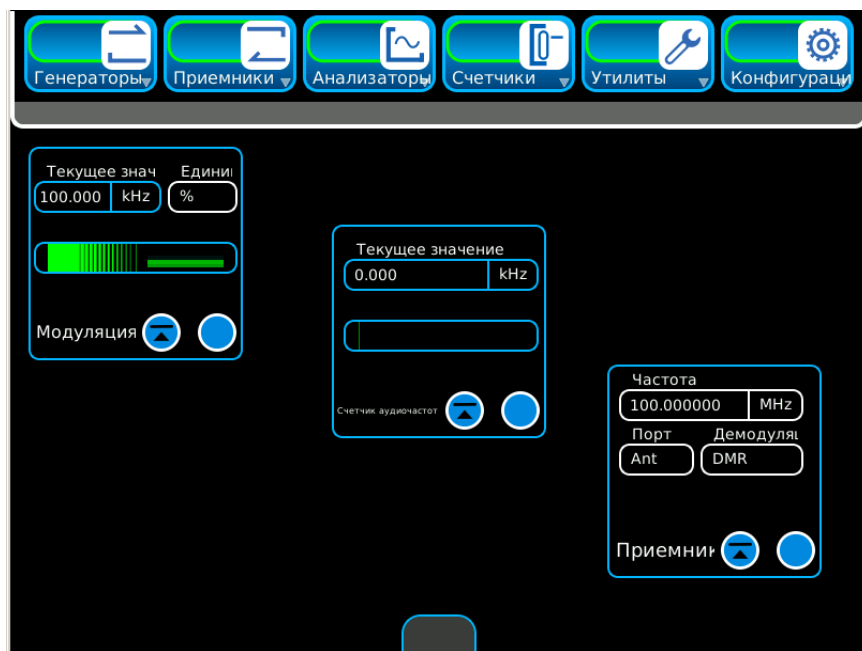 Генераторы
Приемники
Анализаторы
Счетчики
Утилиты
Конфигураци
Текущее знач Едини
100.000 kHz %
Модуляция
Текущее значение
0.000 kHz
Счетчик аудиочастот
Частота
100.000000 MHz
Порт Демодуляц
Ant DMR
Приемник